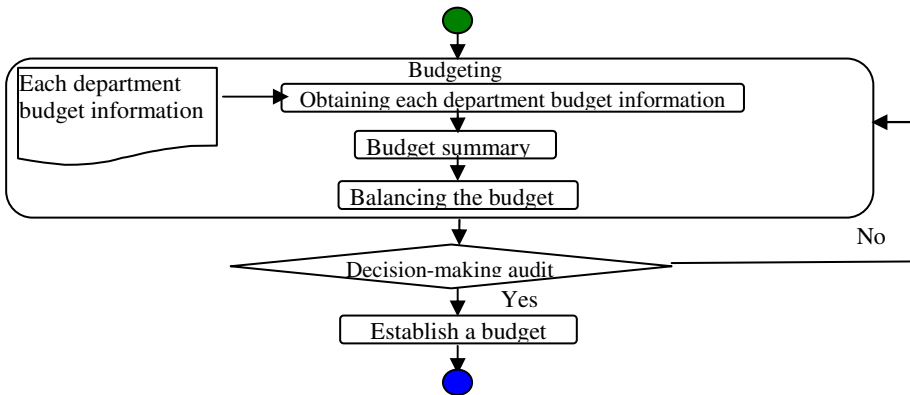 Budgeting
Each department
budget information
Obtaining each department budget information
Budget summary
Balancing the budget
No
Decision-making audit
Yes
Establish a budget